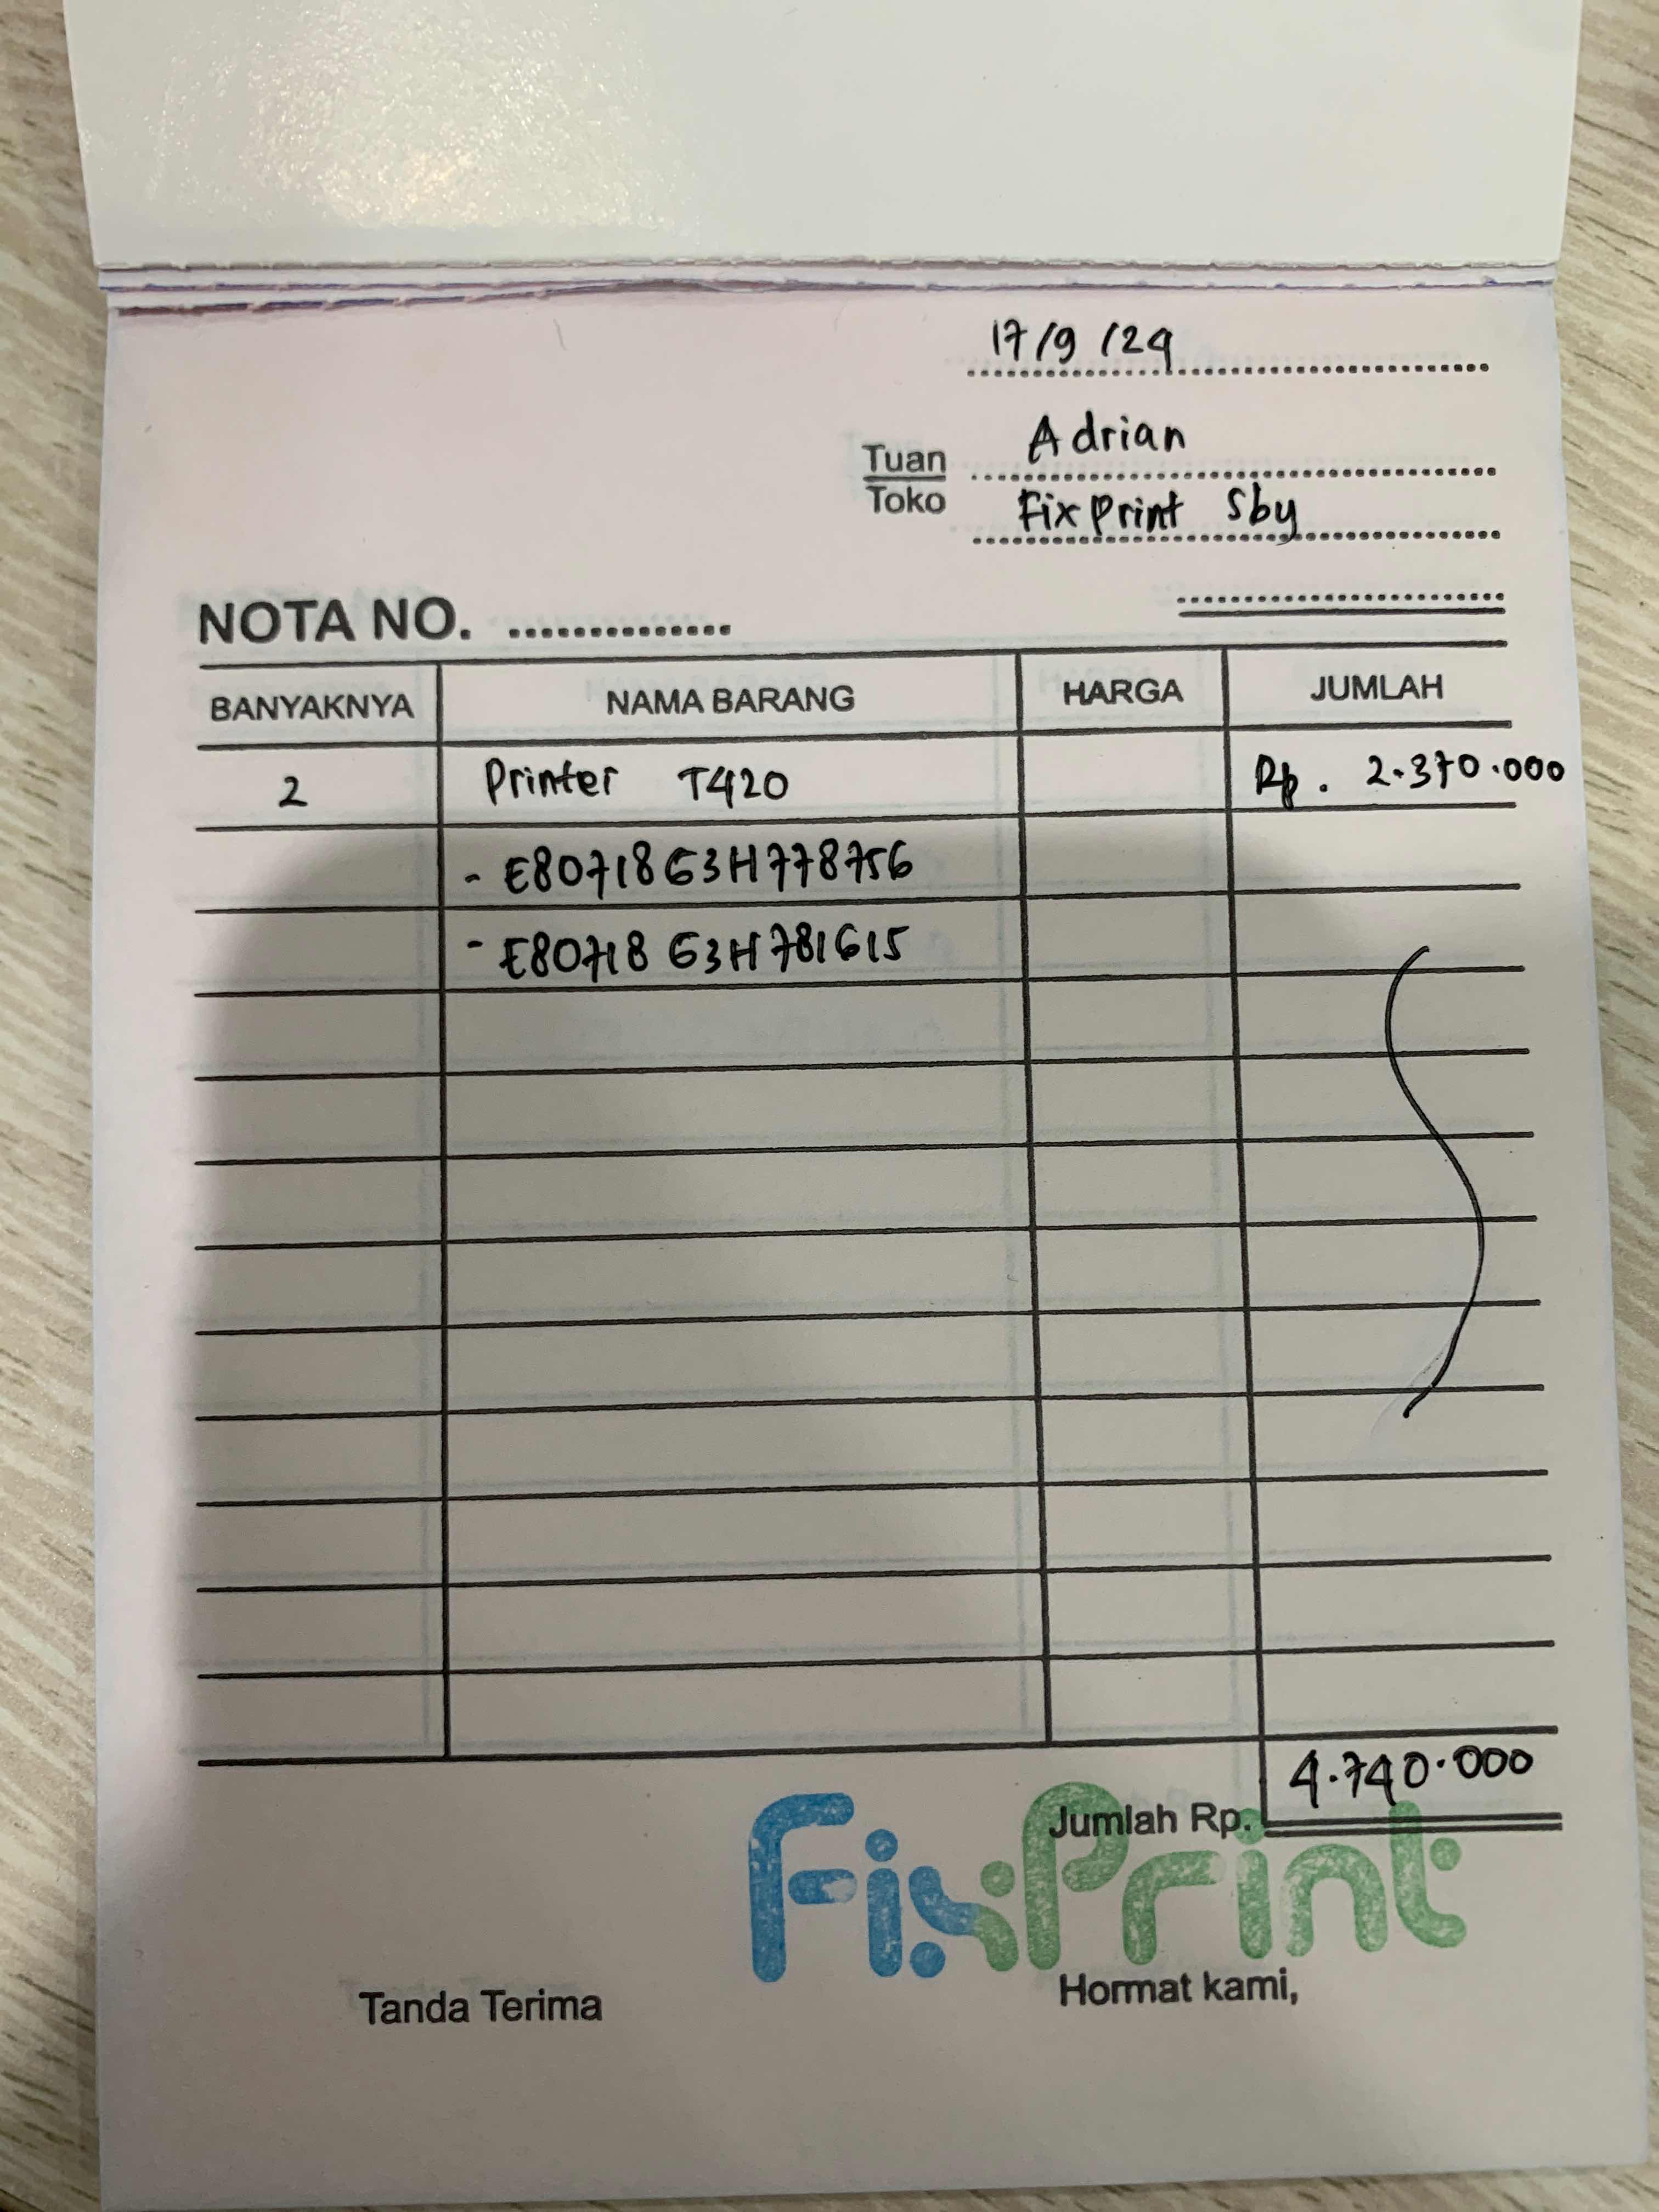 17/9/24
Adrian
Tuan
Toko
FixPrint Sby
NOTA NO. ..............
BANYAKNYA NAMA BARANG HARGA JUMLAH
2 Printer T420 Rp. 2.370.000
- E80718G3H778756
- E80718G3H781615
4.740.000
Jumlah Rp.
FixPrint
Tanda Terima Hormat kami,